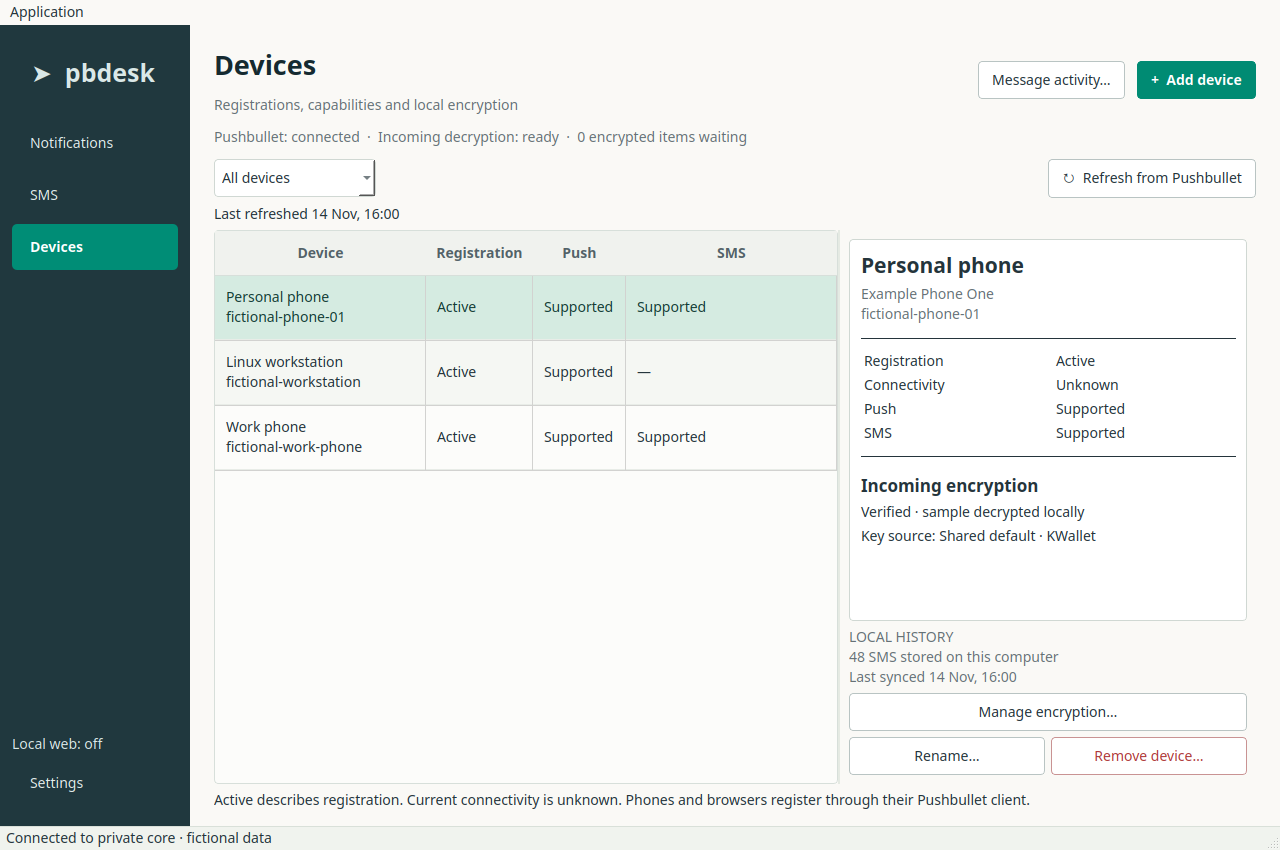 Application
➤ pbdesk
Notifications
SMS
Devices
Local web: off
Settings
Devices
Registrations, capabilities and local encryption
Message activity...
+ Add device
Pushbullet: connected · Incoming decryption: ready · 0 encrypted items waiting
All devices
↻ Refresh from Pushbullet
Last refreshed 14 Nov, 16:00
Device Registration Push SMS
Personal phone
fictional-phone-01
Active Supported Supported
Linux workstation
fictional-workstation
Active Supported —
Work phone
fictional-work-phone
Active Supported Supported
Personal phone
Example Phone One
fictional-phone-01
Registration Active
Connectivity Unknown
Push Supported
SMS Supported
Incoming encryption
Verified · sample decrypted locally
Key source: Shared default · KWallet
LOCAL HISTORY
48 SMS stored on this computer
Last synced 14 Nov, 16:00
Manage encryption...
Rename...
Remove device...
Active describes registration. Current connectivity is unknown. Phones and browsers register through their Pushbullet client.
Connected to private core · fictional data